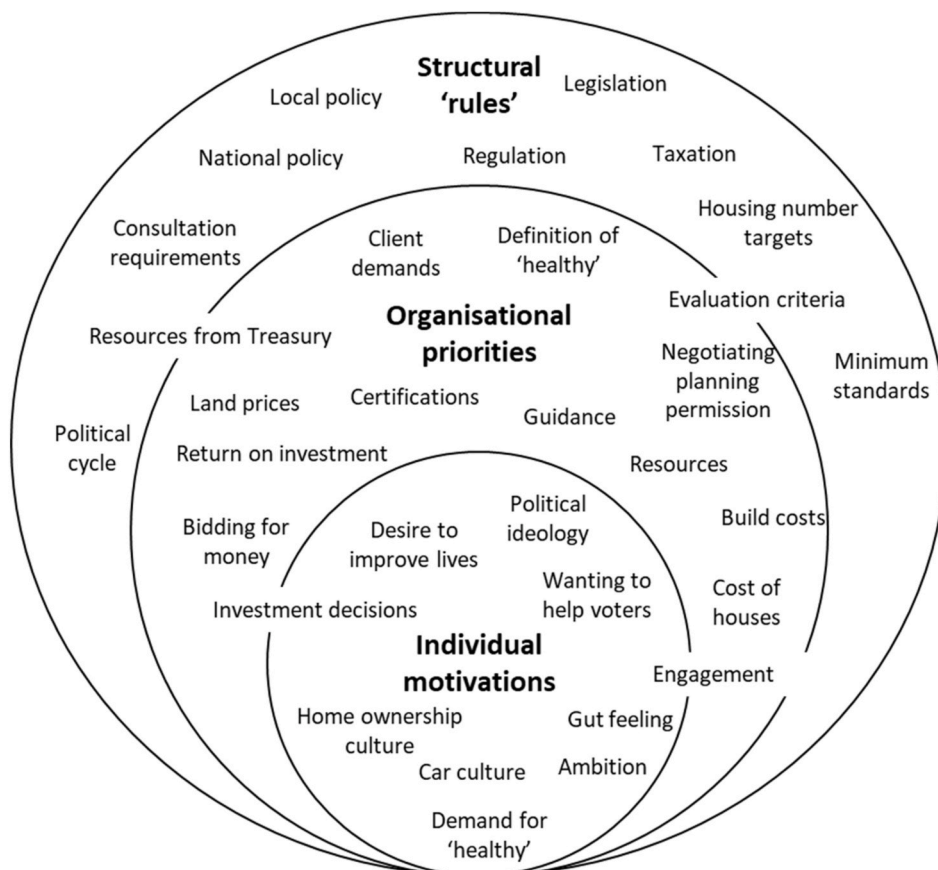 Structural
‘rules’
Legislation
Local policy
National policy
Regulation
Taxation
Housing number
targets
Consultation
requirements
Client
demands
Definition of
‘healthy’
Evaluation criteria
Resources from Treasury
Organisational
priorities
Negotiating
planning
permission
Minimum
standards
Land prices
Certifications
Guidance
Political
cycle
Return on investment
Resources
Bidding for
money
Desire to
improve lives
Political
ideology
Build costs
Wanting to
help voters
Cost of
houses
Investment decisions
Individual
motivations
Engagement
Home ownership
culture
Gut feeling
Car culture
Ambition
Demand for
‘healthy’